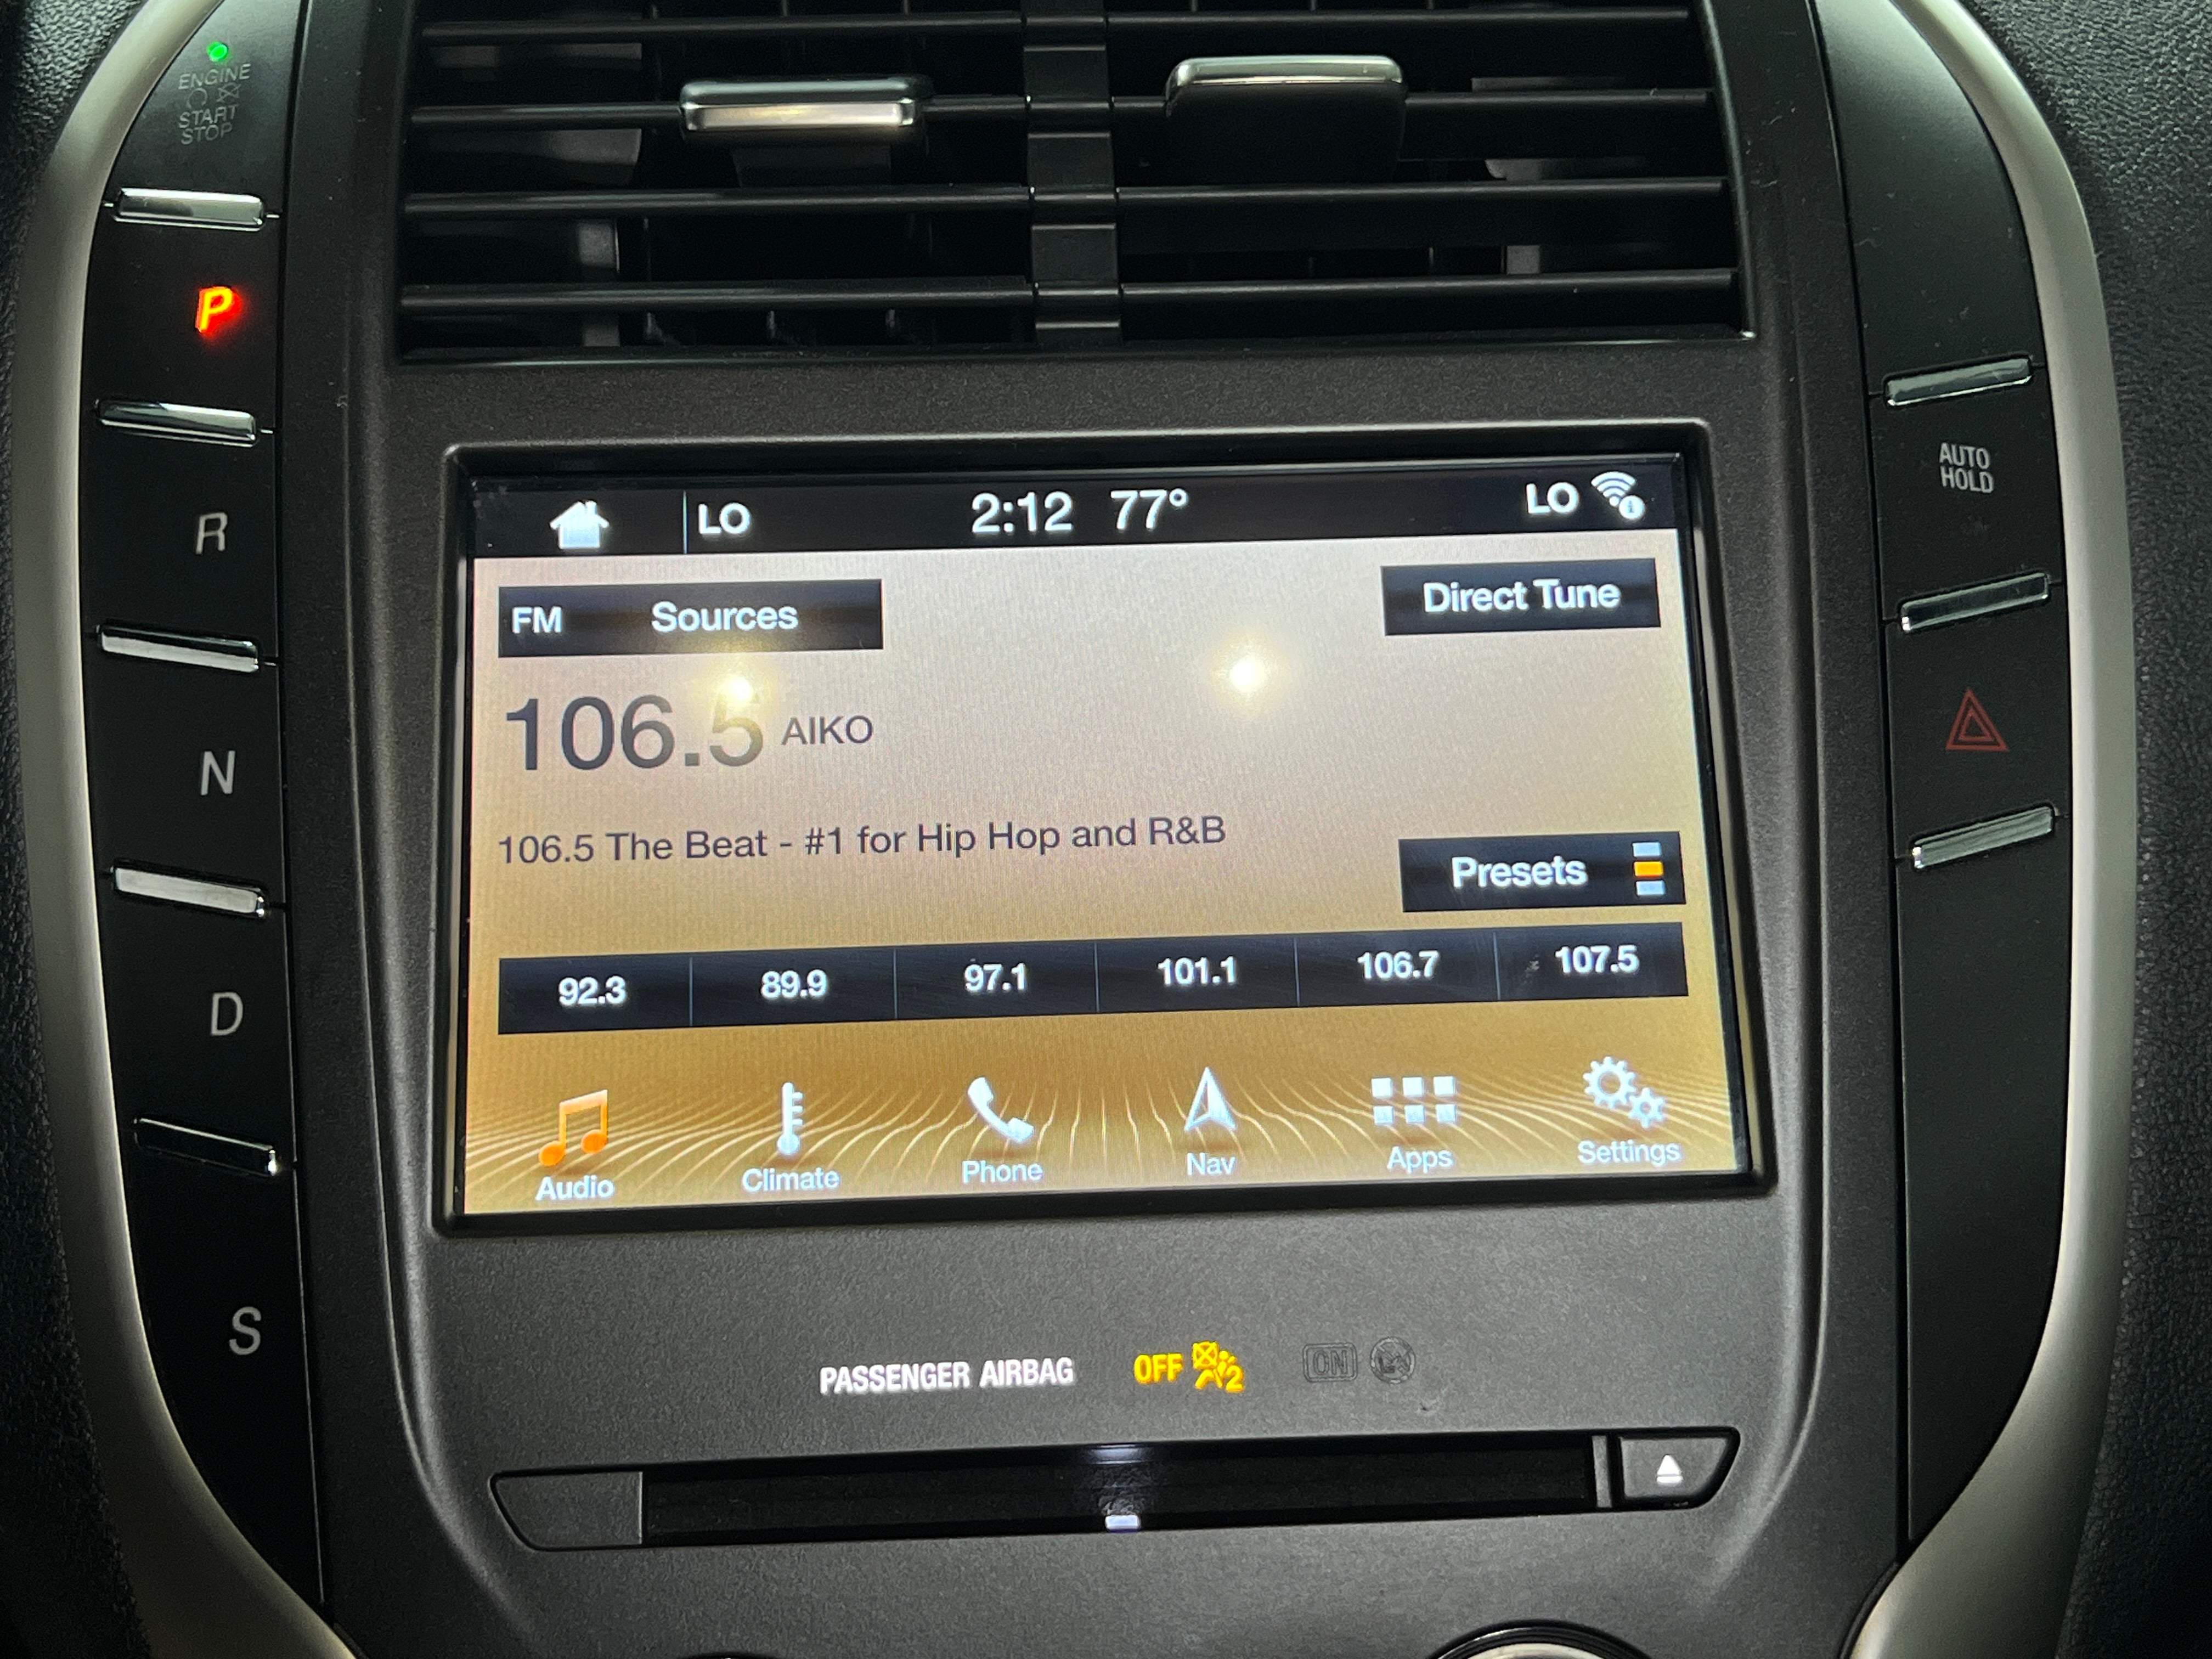 ENGINE
START
STOP
P
R
N
D
S
LO 2:12 77° LO
FM Sources Direct Tune
106.5 AIKO
106.5 The Beat - #1 for Hip Hop and R&B
Presets
92.3 89.9 97.1 101.1 106.7 107.5
Audio Climate Phone Nav Apps Settings
AUTO
HOLD
PASSENGER AIRBAG OFF 2 ON